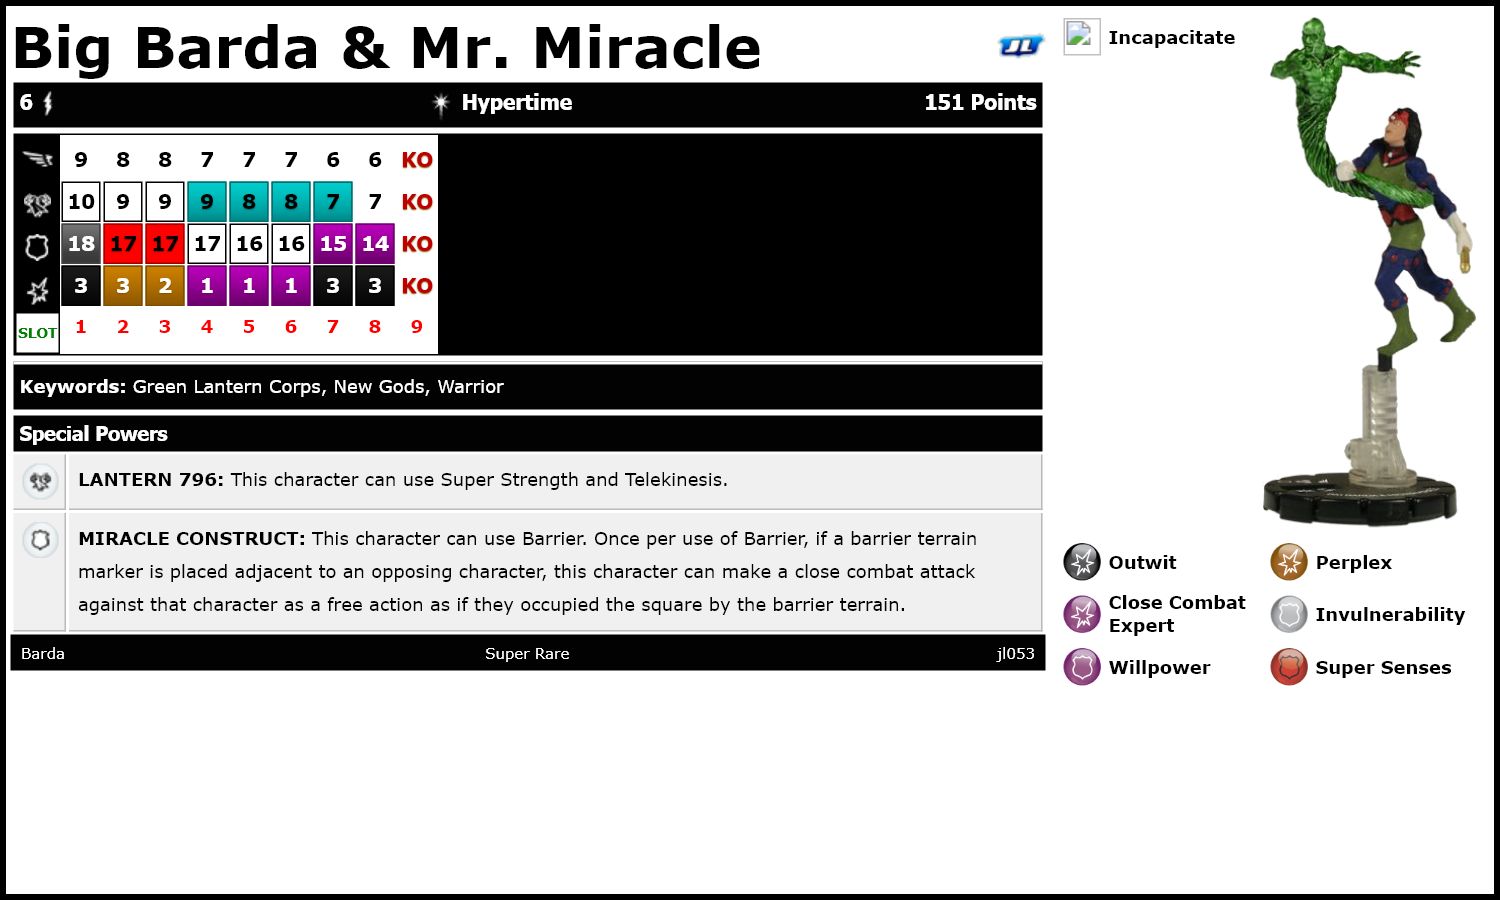 Big Barda & Mr. Miracle
JL
6
Hypertime
151 Points
9 8 8 7 7 7 6 6 KO
10 9 9 9 8 8 7 7 KO
18 17 17 17 16 16 15 14 KO
3 3 2 1 1 1 3 3 KO
SLOT 1 2 3 4 5 6 7 8 9
Keywords: Green Lantern Corps, New Gods, Warrior
Special Powers
LANTERN 796: This character can use Super Strength and Telekinesis.
MIRACLE CONSTRUCT: This character can use Barrier. Once per use of Barrier, if a barrier terrain
marker is placed adjacent to an opposing character, this character can make a close combat attack
against that character as a free action as if they occupied the square by the barrier terrain.
Barda
Super Rare
jl053
Incapacitate
Outwit
Perplex
Close Combat
Expert
Invulnerability
Willpower
Super Senses